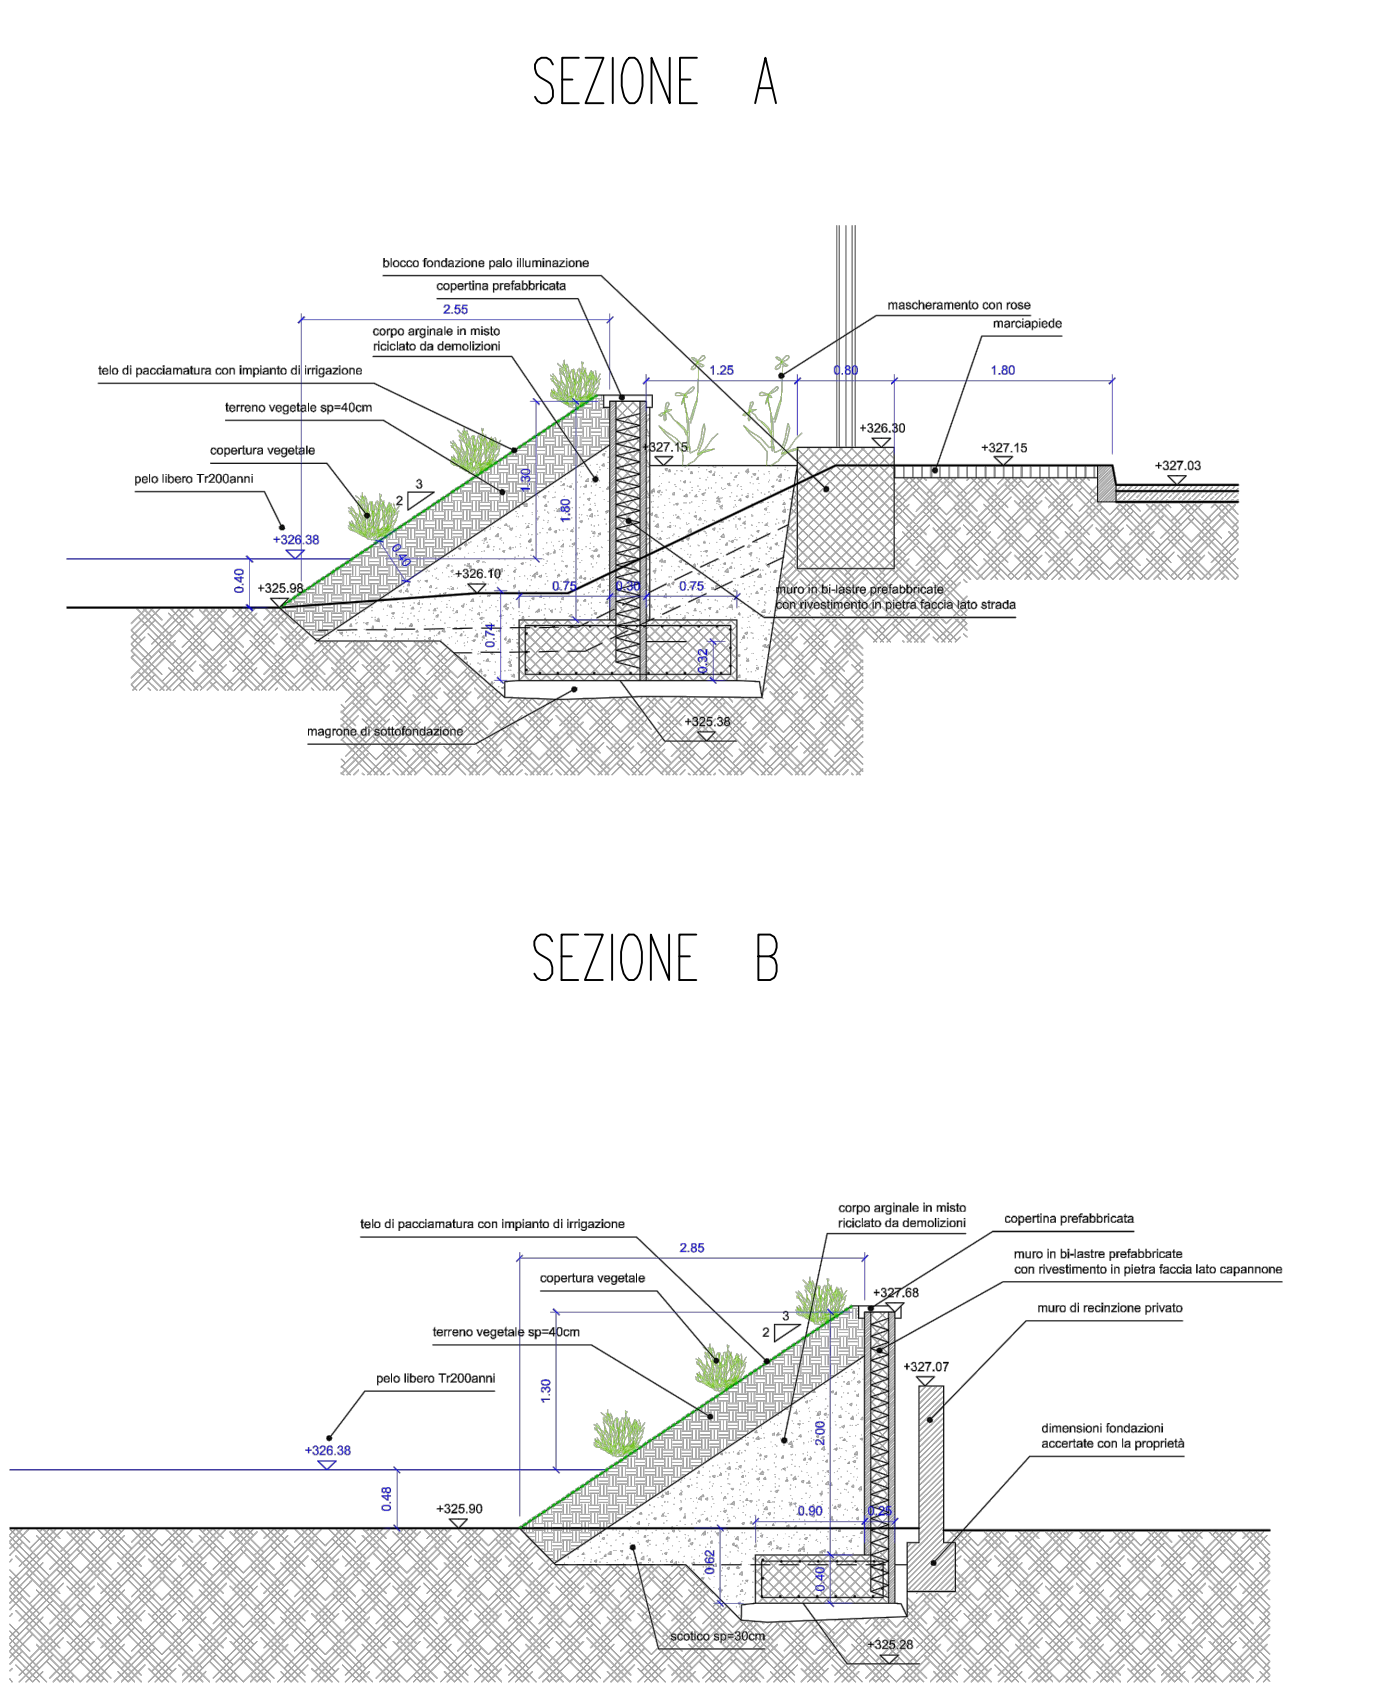 SEZIONE A
blocco fondazione palo illuminazione
copertina prefabbricata
mascheramento con rose
2.55
marciapiede
corpo arginale in misto
riciclato da demolizioni
telo di pacciamatura con impianto di irrigazione
1.25
0.80
1.80
terreno vegetale sp=40cm
+326.30
copertura vegetale
+327.15
+327.15
+327.03
pelo libero Tr200anni
3
2
1.30
1.80
+326.38
0.40
0.40
+326.10
+325.98
0.75
0.30
0.75
muro in bi-lastre prefabbricate
con rivestimento in pietra faccia lato strada
0.74
0.32
+325.38
magrone di sottofondazione
SEZIONE B
corpo arginale in misto
riciclato da demolizioni
copertina prefabbricata
telo di pacciamatura con impianto di irrigazione
2.85
muro in bi-lastre prefabbricate
con rivestimento in pietra faccia lato capannone
copertura vegetale
+327.68
muro di recinzione privato
3
2
terreno vegetale sp=40cm
+327.07
pelo libero Tr200anni
1.30
2.00
dimensioni fondazioni
accertate con la proprietà
+326.38
0.48
+325.90
0.90
0.25
0.62
0.40
scotico sp=30cm
+325.28